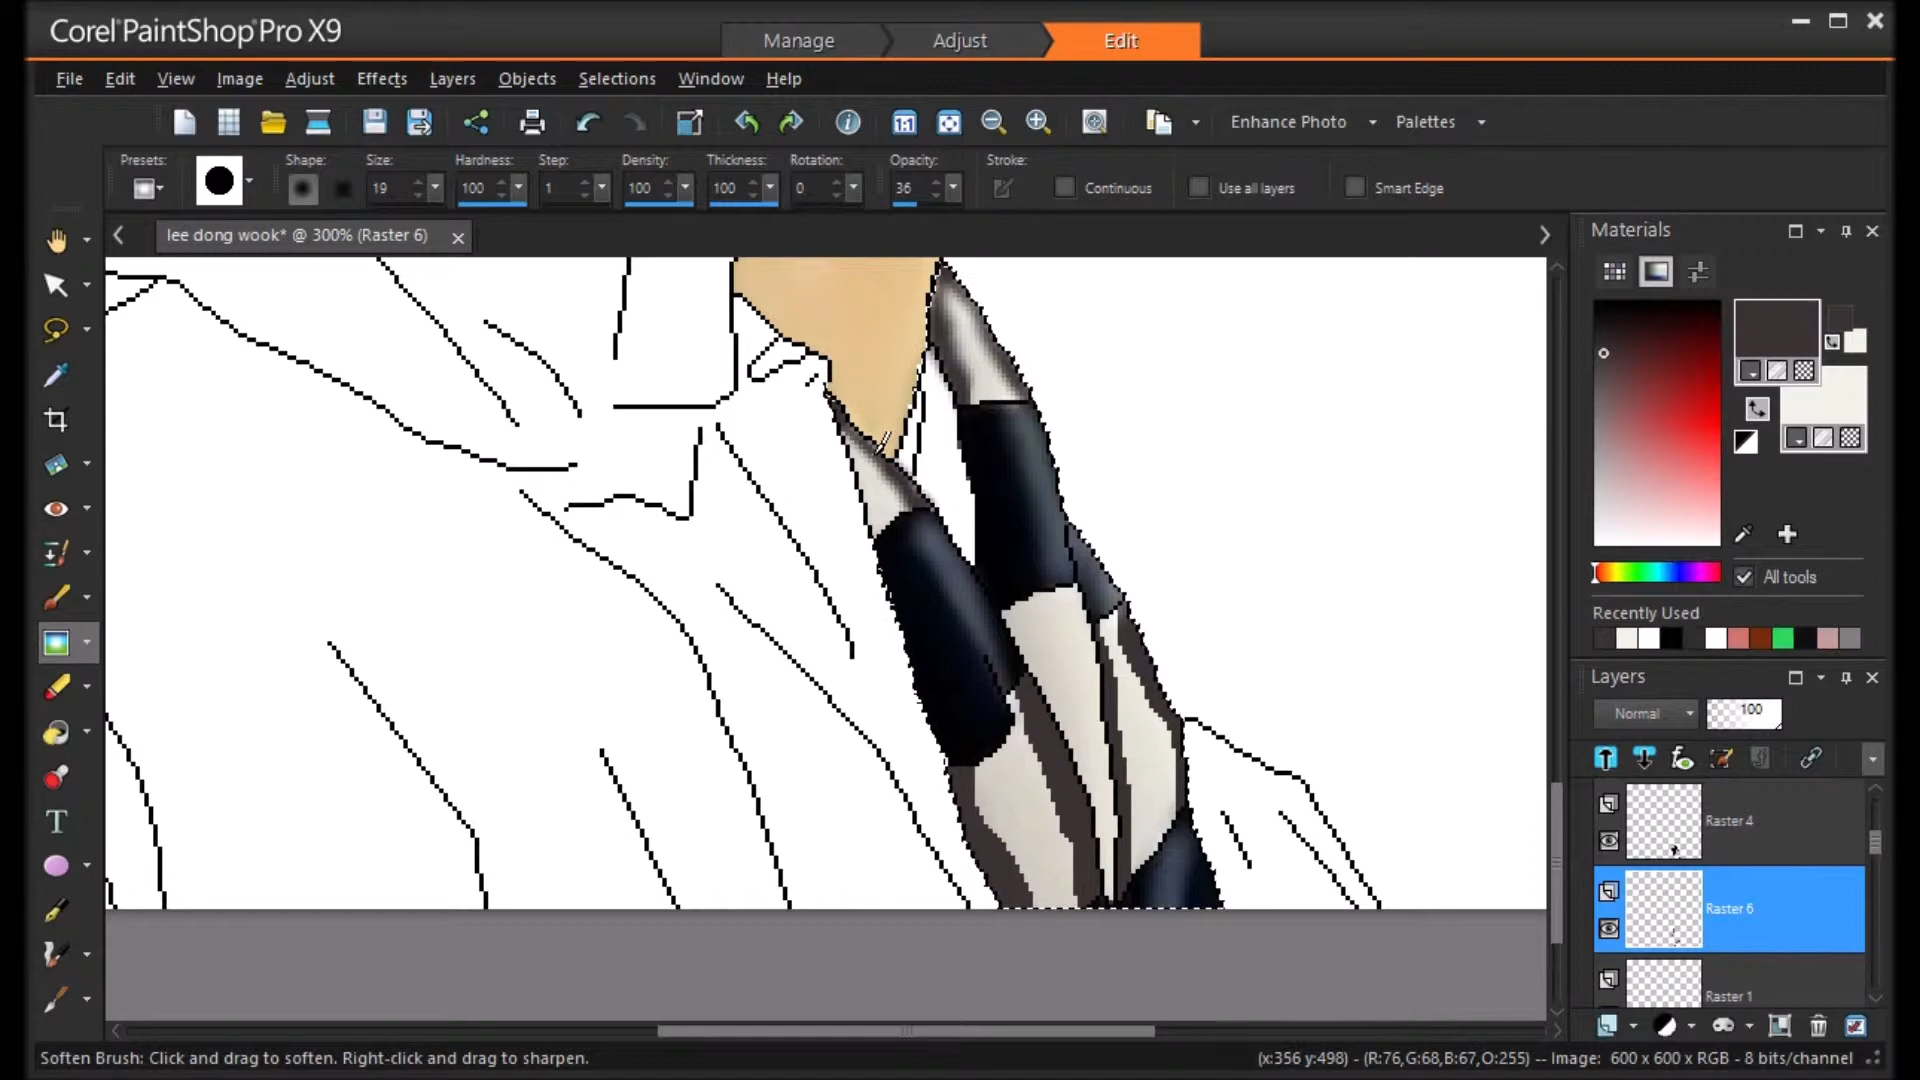 Corel PaintShop Pro X9
Manage Adjust Edit
File Edit View Image Adjust Effects Layers Objects Selections Window Help
1:1 Enhance Photo Palettes
Presets: Shape: Size: Hardness: Step: Density: Thickness: Rotation: Opacity: Stroke:
19 100 1 100 100 0 36 Continuous Use all layers Smart Edge
lee dong wook* @ 300% (Raster 6)
Materials
All tools
Recently Used
Layers
Normal 100
Raster 4
Raster 6
Raster 1
Soften Brush: Click and drag to soften. Right-click and drag to sharpen. (x:356 y:498) - (R:76,G:68,B:67,O:255) -- Image: 600 x 600 x RGB - 8 bits/channel